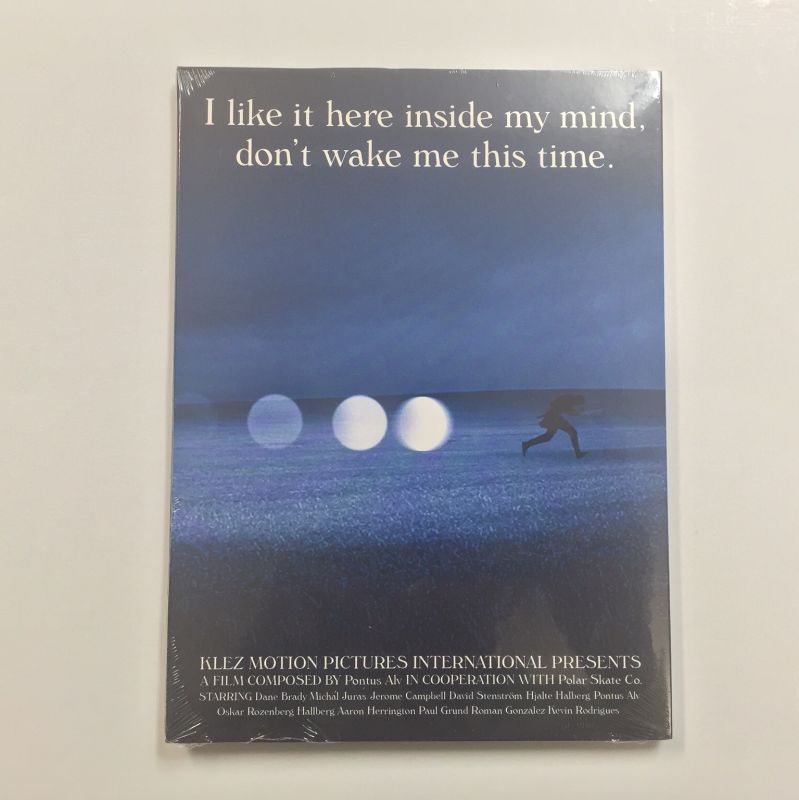 I like it here inside my mind,
don't wake me this time.
KLEZ MOTION PICTURES INTERNATIONAL PRESENTS
A FILM COMPOSED BY Pontus Alv IN COOPERATION WITH Polar Skate Co.
STARRING Dane Brady Michał Juras Jerome Campbell David Stenström Hjalte Halberg Pontus Alv
Oskar Rozenberg Hallberg Aaron Herrington Paul Grund Roman Gonzalez Kevin Rodrigues